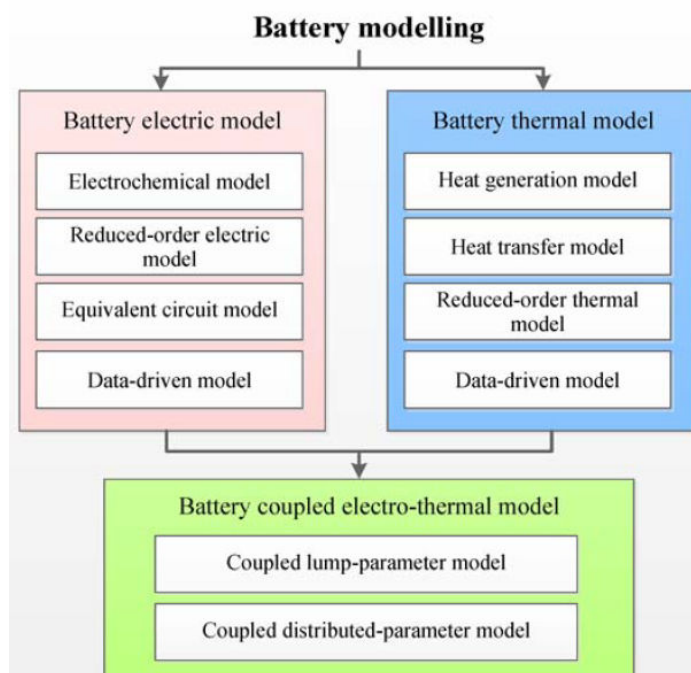 Battery modelling
Battery electric model
Electrochemical model
Reduced-order electric
model
Equivalent circuit model
Data-driven model
Battery thermal model
Heat generation model
Heat transfer model
Reduced-order thermal
model
Data-driven model
Battery coupled electro-thermal model
Coupled lump-parameter model
Coupled distributed-parameter model